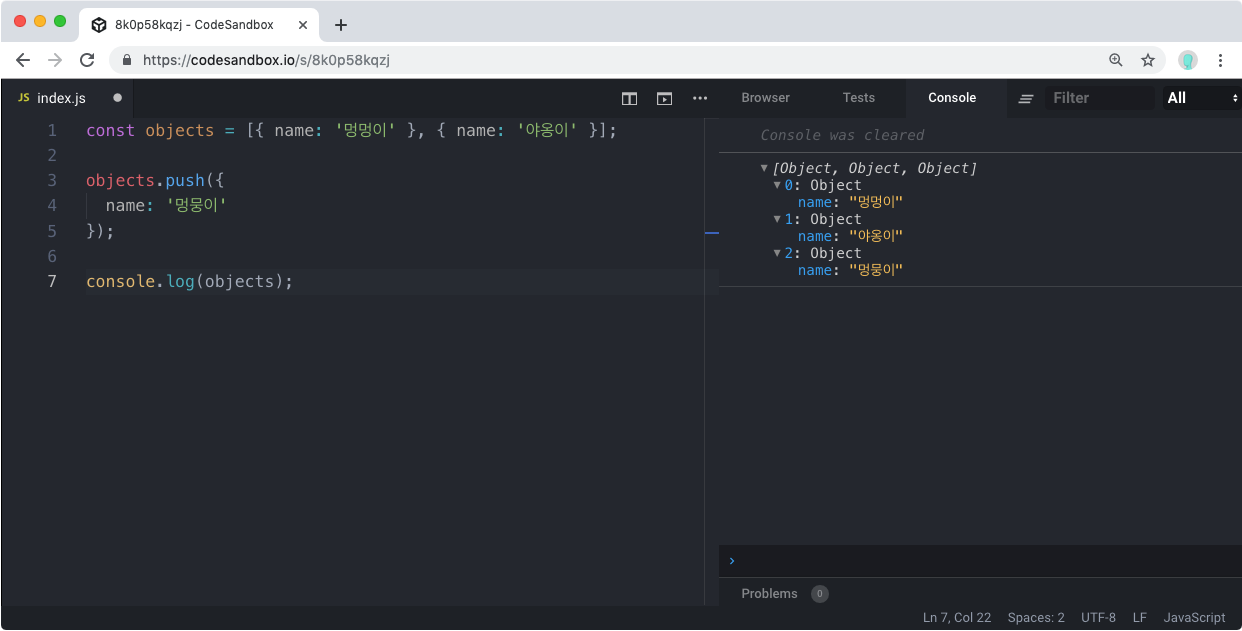 8k0p58kqzj - CodeSandbox
https://codesandbox.io/s/8k0p58kqzj
JS index.js
Browser Tests Console Filter All
1 const objects = [{ name: '멍멍이' }, { name: '야옹이' }];
2
3 objects.push({
4 name: '멍뭉이'
5 });
6
7 console.log(objects);
Console was cleared
[Object, Object, Object]
0: Object
name: "멍멍이"
1: Object
name: "야옹이"
2: Object
name: "멍뭉이"
›
Problems 0
Ln 7, Col 22 Spaces: 2 UTF-8 LF JavaScript